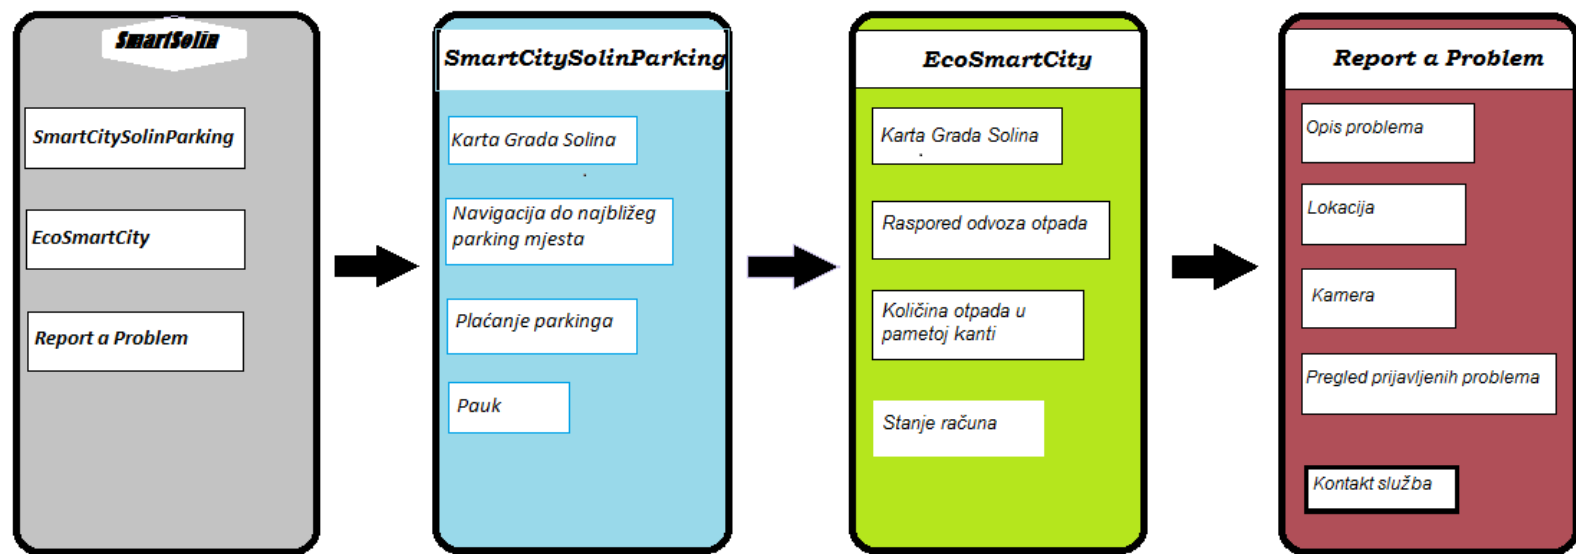 SmartSolin
SmartCitySolinParking
EcoSmartCity
Report a Problem
SmartCitySolinParking
Karta Grada Solina
Navigacija do najbližeg
parking mjesta
Plaćanje parkinga
Pauk
EcoSmartCity
Karta Grada Solina
Raspored odvoza otpada
Količina otpada u
pametoj kanti
Stanje računa
Report a Problem
Opis problema
Lokacija
Kamera
Pregled prijavljenih problema
Kontakt služba